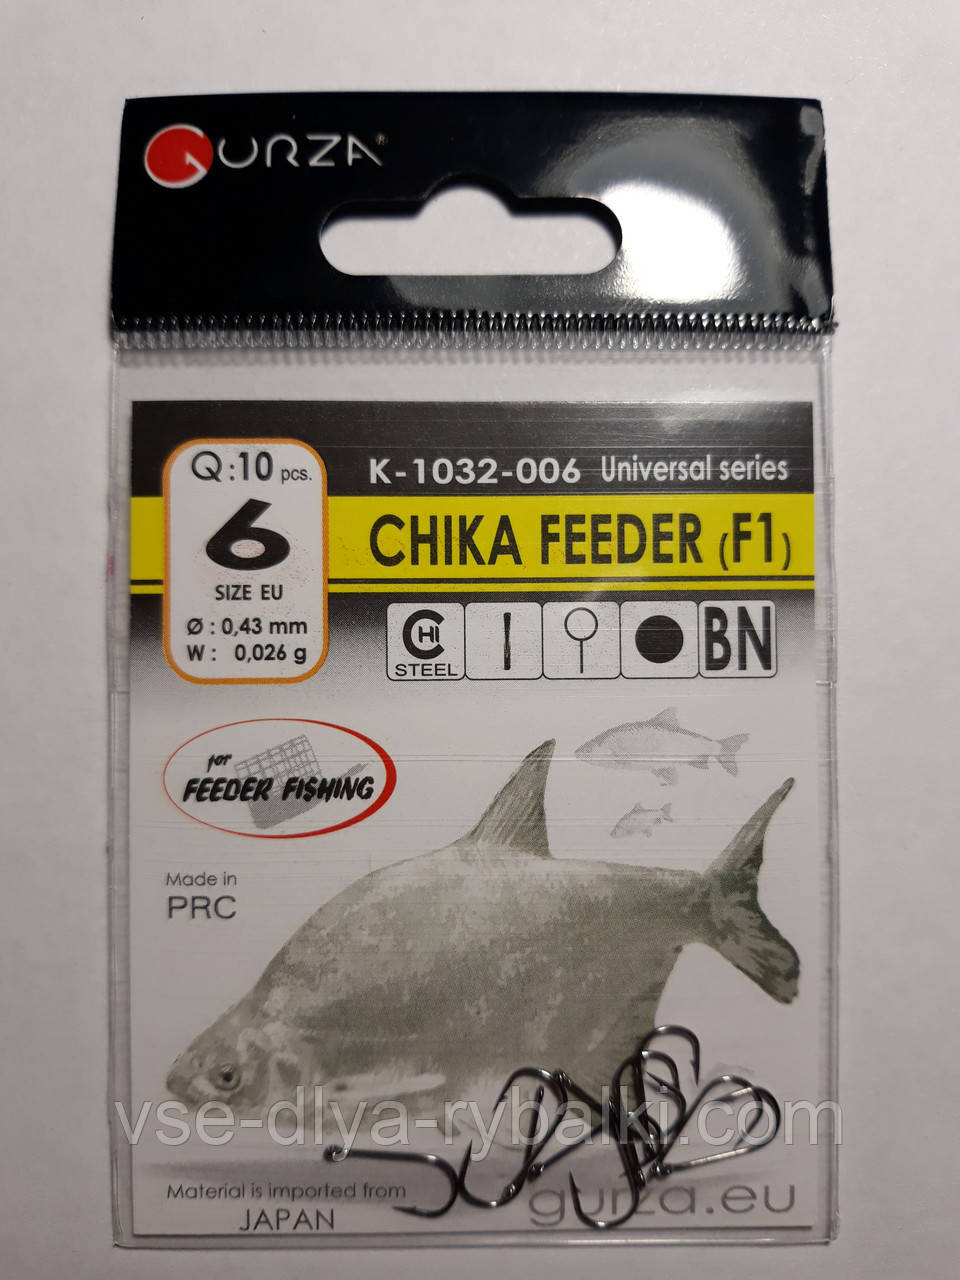 GURZA®
Q:10 pcs.
6
SIZE EU
Ø : 0,43 mm
W : 0,026 g
K-1032-006 Universal series
CHIKA FEEDER (F1)
CHI
STEEL
BN
for
FEEDER FISHING
Made in
PRC
vse-dlya-rybalki.com
Material is imported from
JAPAN
gurza.eu